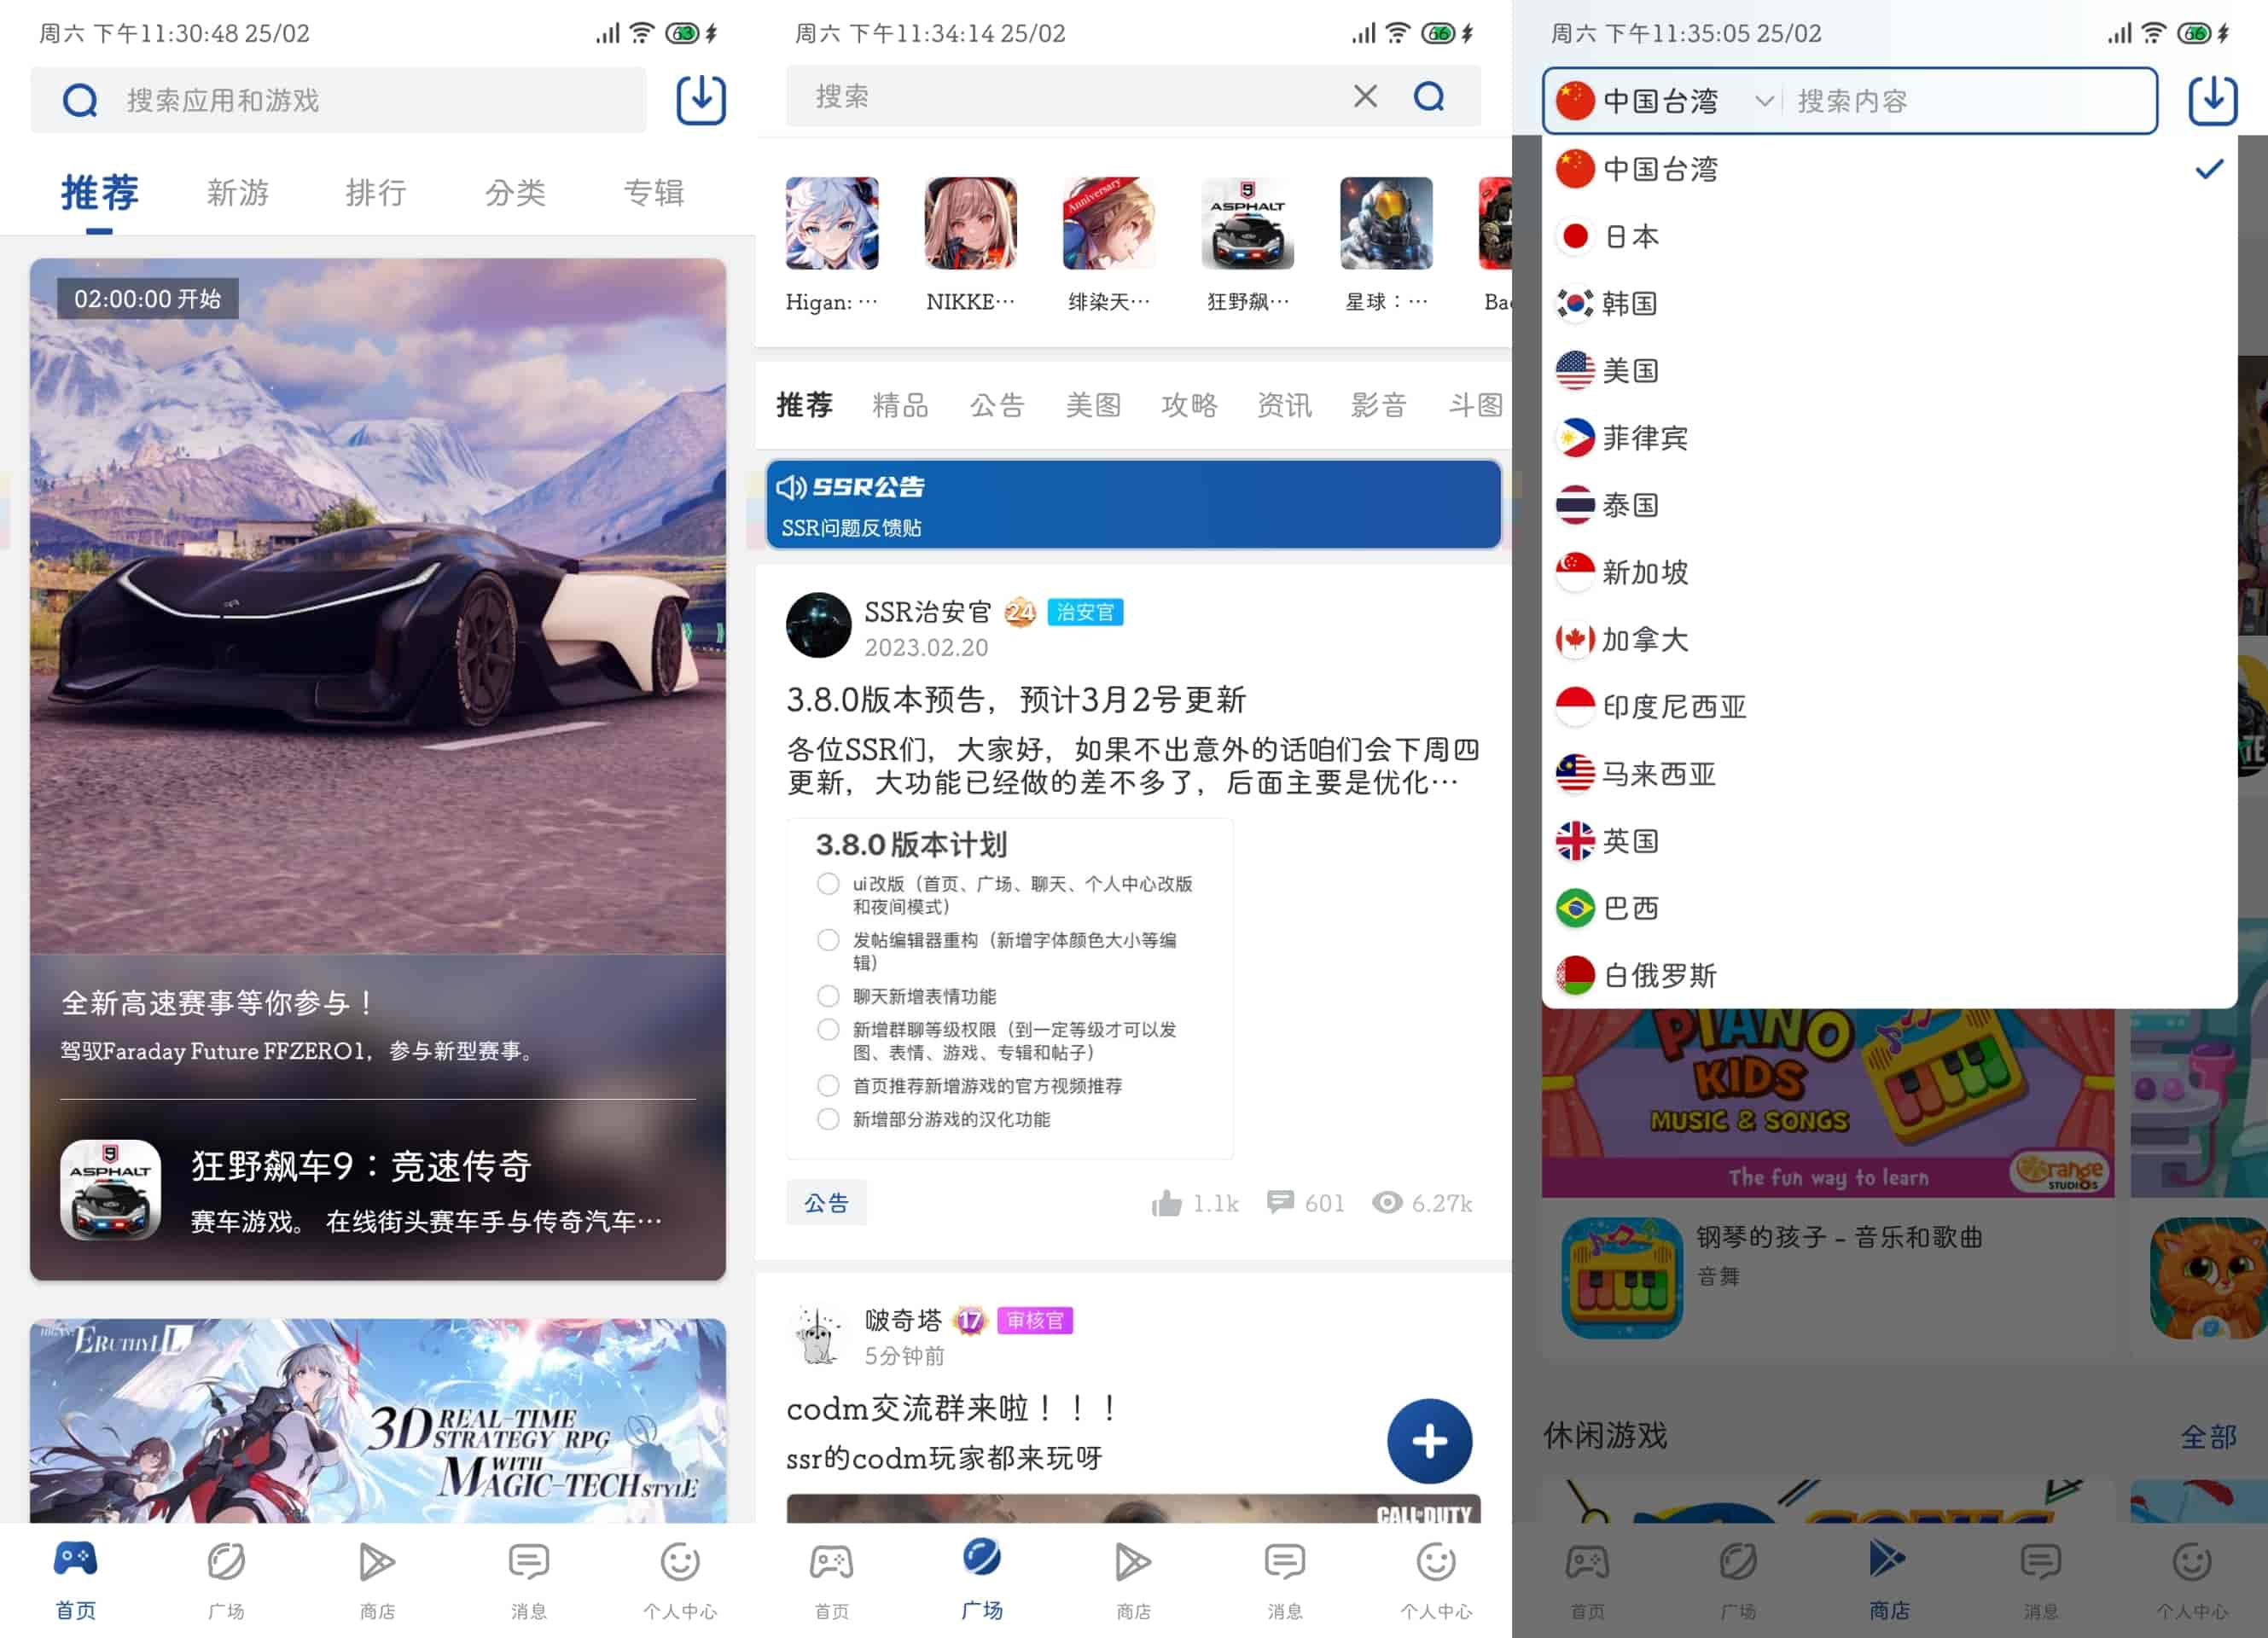 周六 下午11:30:48 25/02
63
搜索应用和游戏
推荐 新游 排行 分类 专辑
02:00:00 开始
全新高速赛事等你参与！
驾驭Faraday Future FFZERO1，参与新型赛事。
9
ASPHALT
狂野飙车9：竞速传奇
赛车游戏。 在线街头赛车手与传奇汽车…
HIGAN:
ERUTHYLL
3D REAL-TIME
STRATEGY RPG
WITH
MAGIC-TECH STYLE
首页 广场 商店 消息 个人中心
周六 下午11:34:14 25/02
66
搜索
Anniversary
9
ASPHALT
Higan: … NIKKE… 绯染天… 狂野飙… 星球：… Bac
推荐 精品 公告 美图 攻略 资讯 影音 斗图
SSR公告
SSR问题反馈贴
SSR治安官 24 治安官
2023.02.20
3.8.0版本预告，预计3月2号更新
各位SSR们，大家好，如果不出意外的话咱们会下周四
更新，大功能已经做的差不多了，后面主要是优化…
3.8.0 版本计划
ui改版（首页、广场、聊天、个人中心改版
和夜间模式）
发帖编辑器重构（新增字体颜色大小等编
辑）
聊天新增表情功能
新增群聊等级权限（到一定等级才可以发
图、表情、游戏、专辑和帖子）
首页推荐新增游戏的官方视频推荐
新增部分游戏的汉化功能
公告 1.1k 601 6.27k
啵奇塔 17 审核官
5分钟前
codm交流群来啦！！！
ssr的codm玩家都来玩呀
CALL OF DUTY
首页 广场 商店 消息 个人中心
周六 下午11:35:05 25/02
66
中国台湾 搜索内容
中国台湾
日本
韩国
美国
菲律宾
泰国
新加坡
加拿大
印度尼西亚
马来西亚
英国
巴西
白俄罗斯
PIANO
KIDS
MUSIC & SONGS
The fun way to learn
Orange
STUDIOS
钢琴的孩子 – 音乐和歌曲
音舞
休闲游戏 全部
SONIC
首页 广场 商店 消息 个人中心